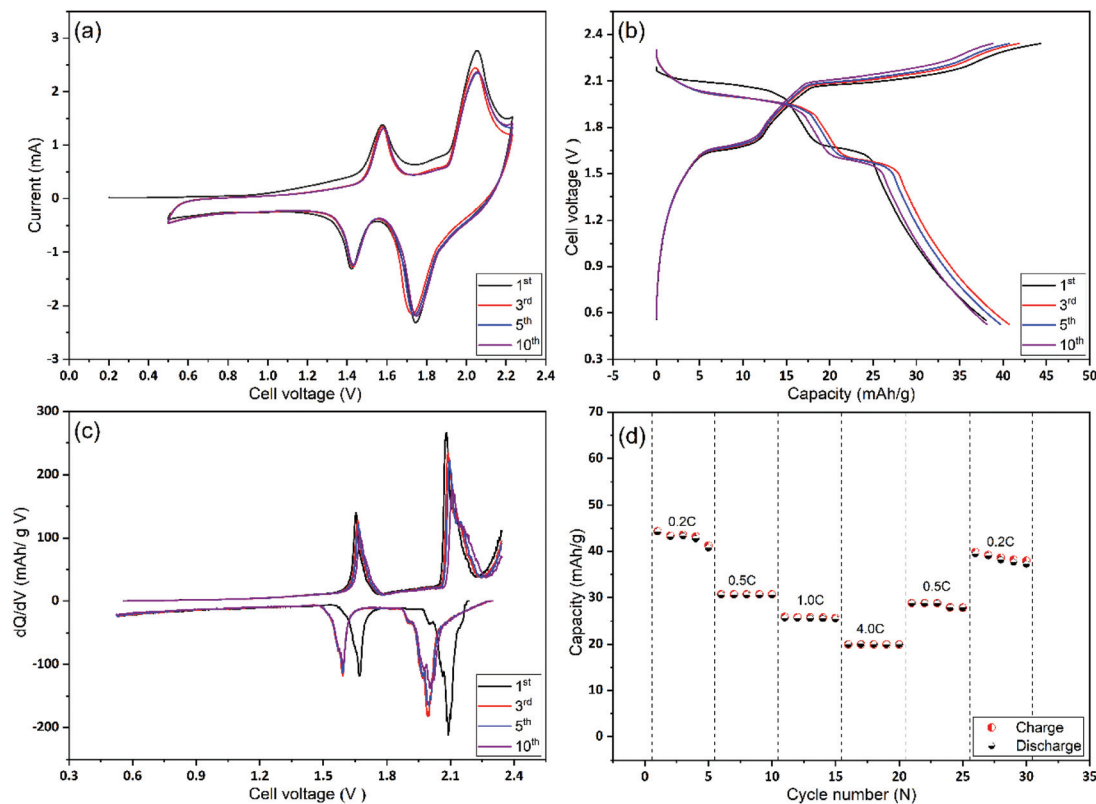 (a)
3
2
1
0
-1
-2
-3
Current (mA)
0.0 0.2 0.4 0.6 0.8 1.0 1.2 1.4 1.6 1.8 2.0 2.2 2.4
Cell voltage (V)
1st
3rd
5th
10th
(b)
2.4
2.1
1.8
1.5
1.2
0.9
0.6
0.3
Cell voltage (V )
-5 0 5 10 15 20 25 30 35 40 45 50
Capacity (mAh/g)
1st
3rd
5th
10th
(c)
300
200
100
0
-100
-200
dQ/dV (mAh/ g V)
0.3 0.6 0.9 1.2 1.5 1.8 2.1 2.4
Cell voltage (V )
1st
3rd
5th
10th
(d)
70
60
50
40
30
20
10
0
Capacity (mAh/g)
0.2C
0.5C
1.0C
4.0C
0.5C
0.2C
Charge
Discharge
0 5 10 15 20 25 30 35
Cycle number (N)